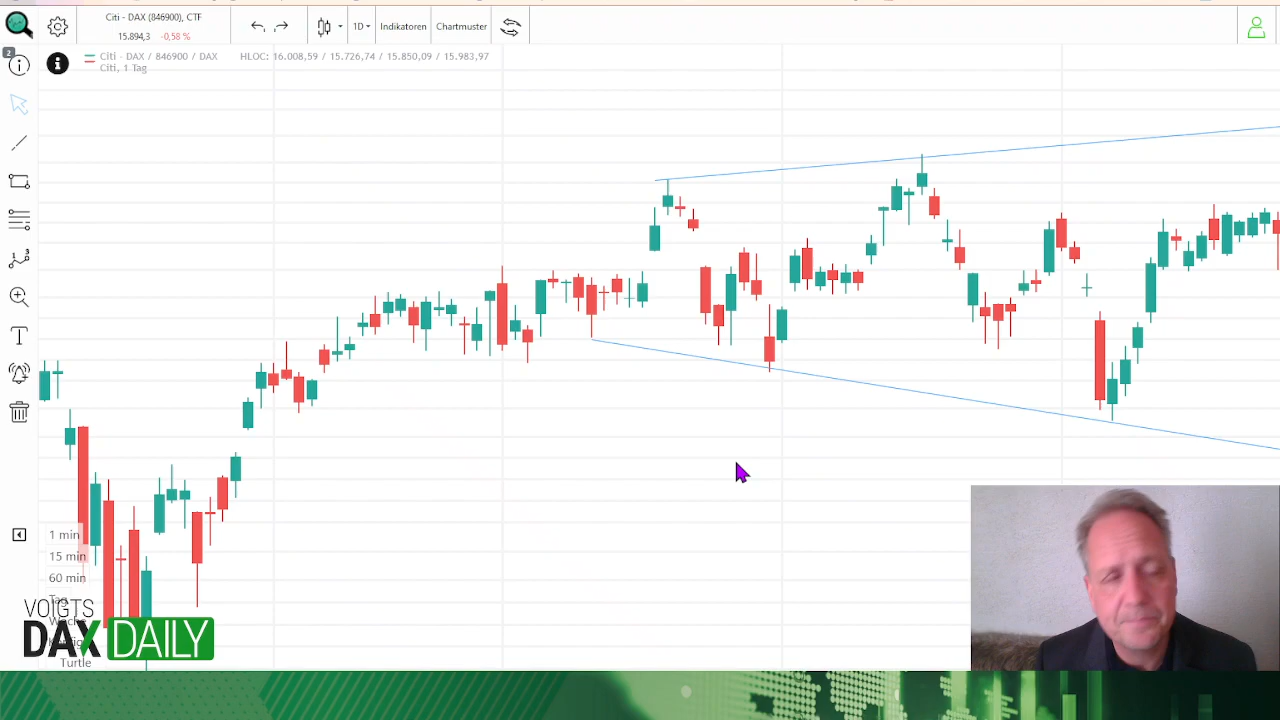 Citi - DAX (846900), CTF
15.894,3 -0,58 %
1D
Indikatoren
Chartmuster
2
Citi - DAX / 846900 / DAX HLOC: 16.008,59 / 15.726,74 / 15.850,09 / 15.983,97
Citi, 1 Tag
T
1 min
15 min
60 min
Tag
VOIGTS
DAX DAILY
Turtle